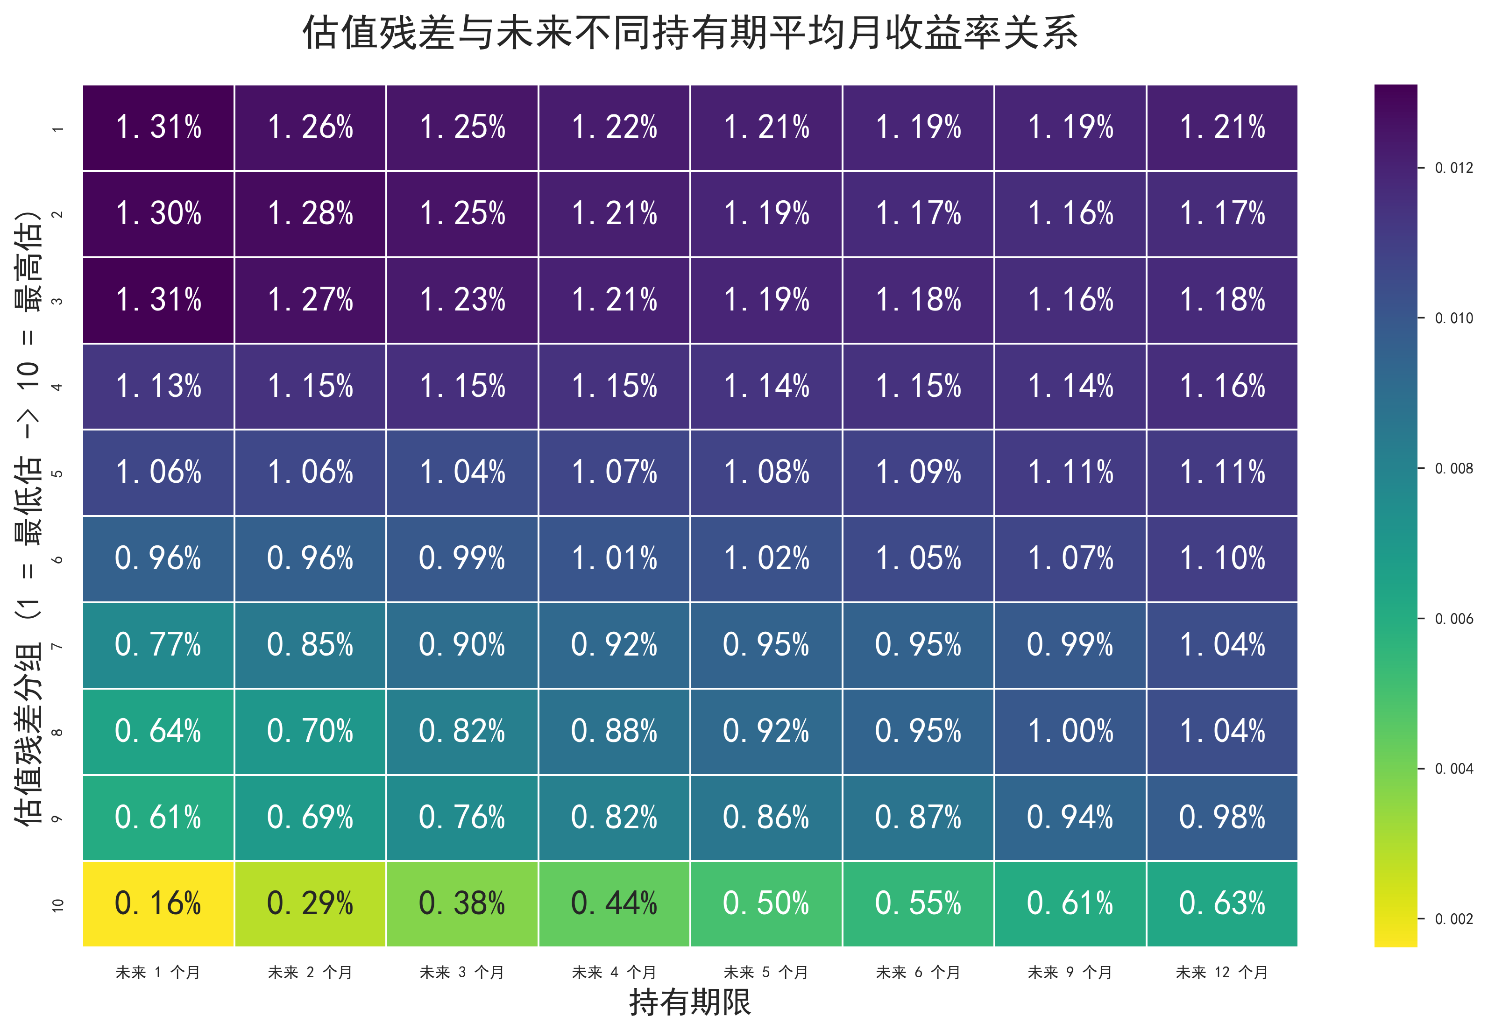 估值残差与未来不同持有期平均月收益率关系
估值残差分组 (1 = 最低估 -> 10 = 最高估)
1 1.31% 1.26% 1.25% 1.22% 1.21% 1.19% 1.19% 1.21%
2 1.30% 1.28% 1.25% 1.21% 1.19% 1.17% 1.16% 1.17%
3 1.31% 1.27% 1.23% 1.21% 1.19% 1.18% 1.16% 1.18%
4 1.13% 1.15% 1.15% 1.15% 1.14% 1.15% 1.14% 1.16%
5 1.06% 1.06% 1.04% 1.07% 1.08% 1.09% 1.11% 1.11%
6 0.96% 0.96% 0.99% 1.01% 1.02% 1.05% 1.07% 1.10%
7 0.77% 0.85% 0.90% 0.92% 0.95% 0.95% 0.99% 1.04%
8 0.64% 0.70% 0.82% 0.88% 0.92% 0.95% 1.00% 1.04%
9 0.61% 0.69% 0.76% 0.82% 0.86% 0.87% 0.94% 0.98%
10 0.16% 0.29% 0.38% 0.44% 0.50% 0.55% 0.61% 0.63%
未来 1 个月 未来 2 个月 未来 3 个月 未来 4 个月 未来 5 个月 未来 6 个月 未来 9 个月 未来 12 个月
持有期限
0.012
0.010
0.008
0.006
0.004
0.002